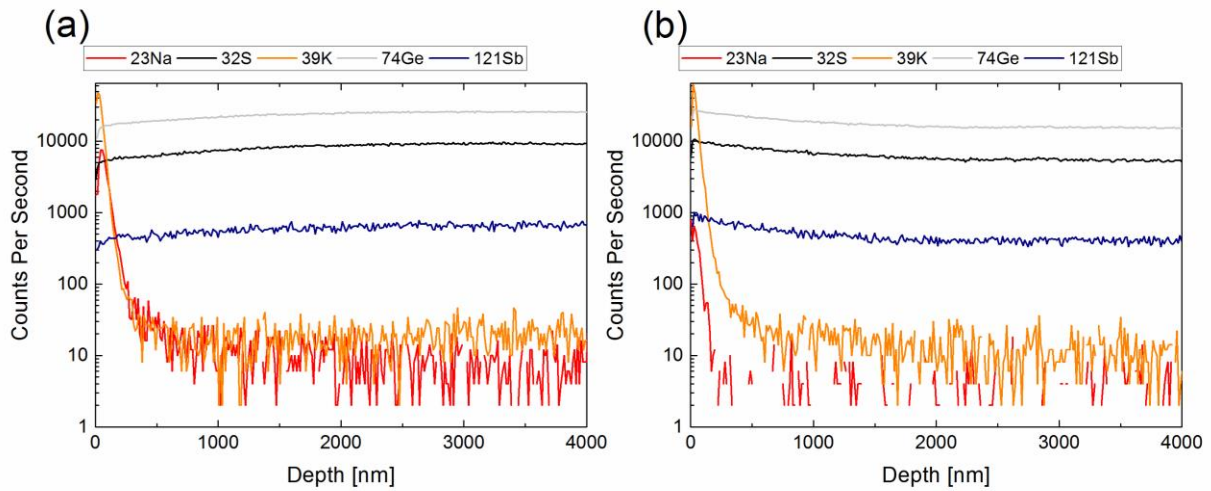 (a)
23Na 32S 39K 74Ge 121Sb
10000
1000
100
10
1
0 1000 2000 3000 4000
Counts Per Second
Depth [nm]
(b)
23Na 32S 39K 74Ge 121Sb
10000
1000
100
10
1
0 1000 2000 3000 4000
Counts Per Second
Depth [nm]